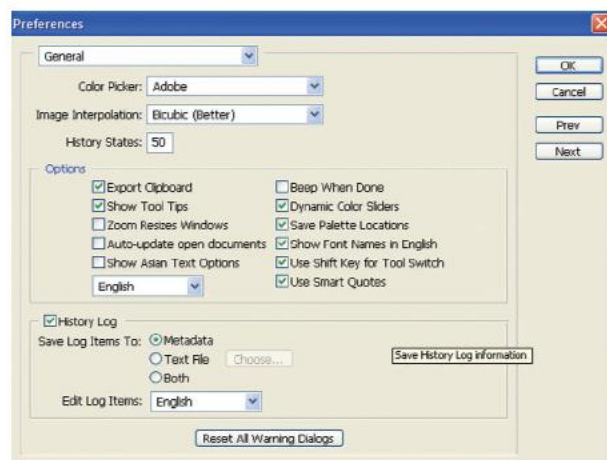 Preferences
General
OK
Color Picker: Adobe
Cancel
Image Interpolation: Bicubic (Better)
Prev
History States: 50
Next
Options
Export Clipboard Beep When Done
Show Tool Tips Dynamic Color Sliders
Zoom Resizes Windows Save Palette Locations
Auto-update open documents Show Font Names in English
Show Asian Text Options Use Shift Key for Tool Switch
English Use Smart Quotes
History Log
Save Log Items To: Metadata
Text File Choose...
Save History Log information
Both
Edit Log Items: English
Reset All Warning Dialogs